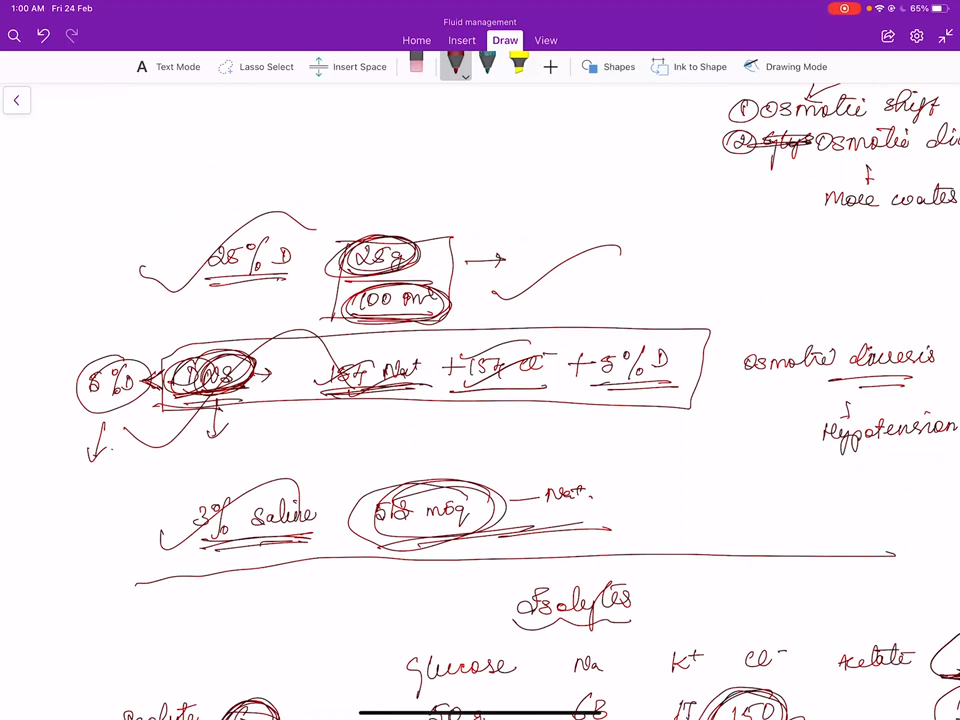 1:00 AM Fri 24 Feb
65%
Fluid management
Home Insert Draw View
Text Mode Lasso Select Insert Space Shapes Ink to Shape Drawing Mode
① Osmotic shift
② Osmotic
More water
25% D 25g →
100 ml
5% D < DNS → 154 Na+ + 154 Cl- + 5% D
Osmotic diuresis
Hypotension
3% Saline 513 mEq — Na+.
Isolytes
Glucose Na K+ Cl- Acetate